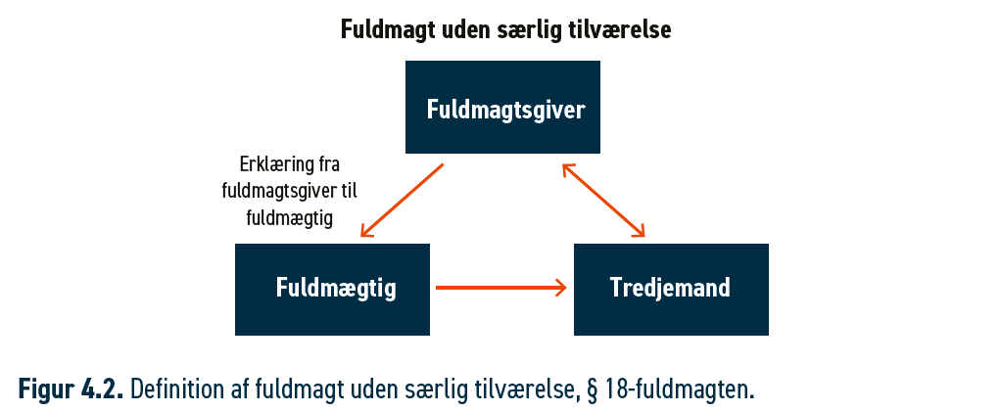 Fuldmagt uden særlig tilværelse
Fuldmagtsgiver
Erklæring fra
fuldmagtsgiver til
fuldmægtig
Fuldmægtig
Tredjemand
Figur 4.2. Definition af fuldmagt uden særlig tilværelse, § 18-fuldmagten.